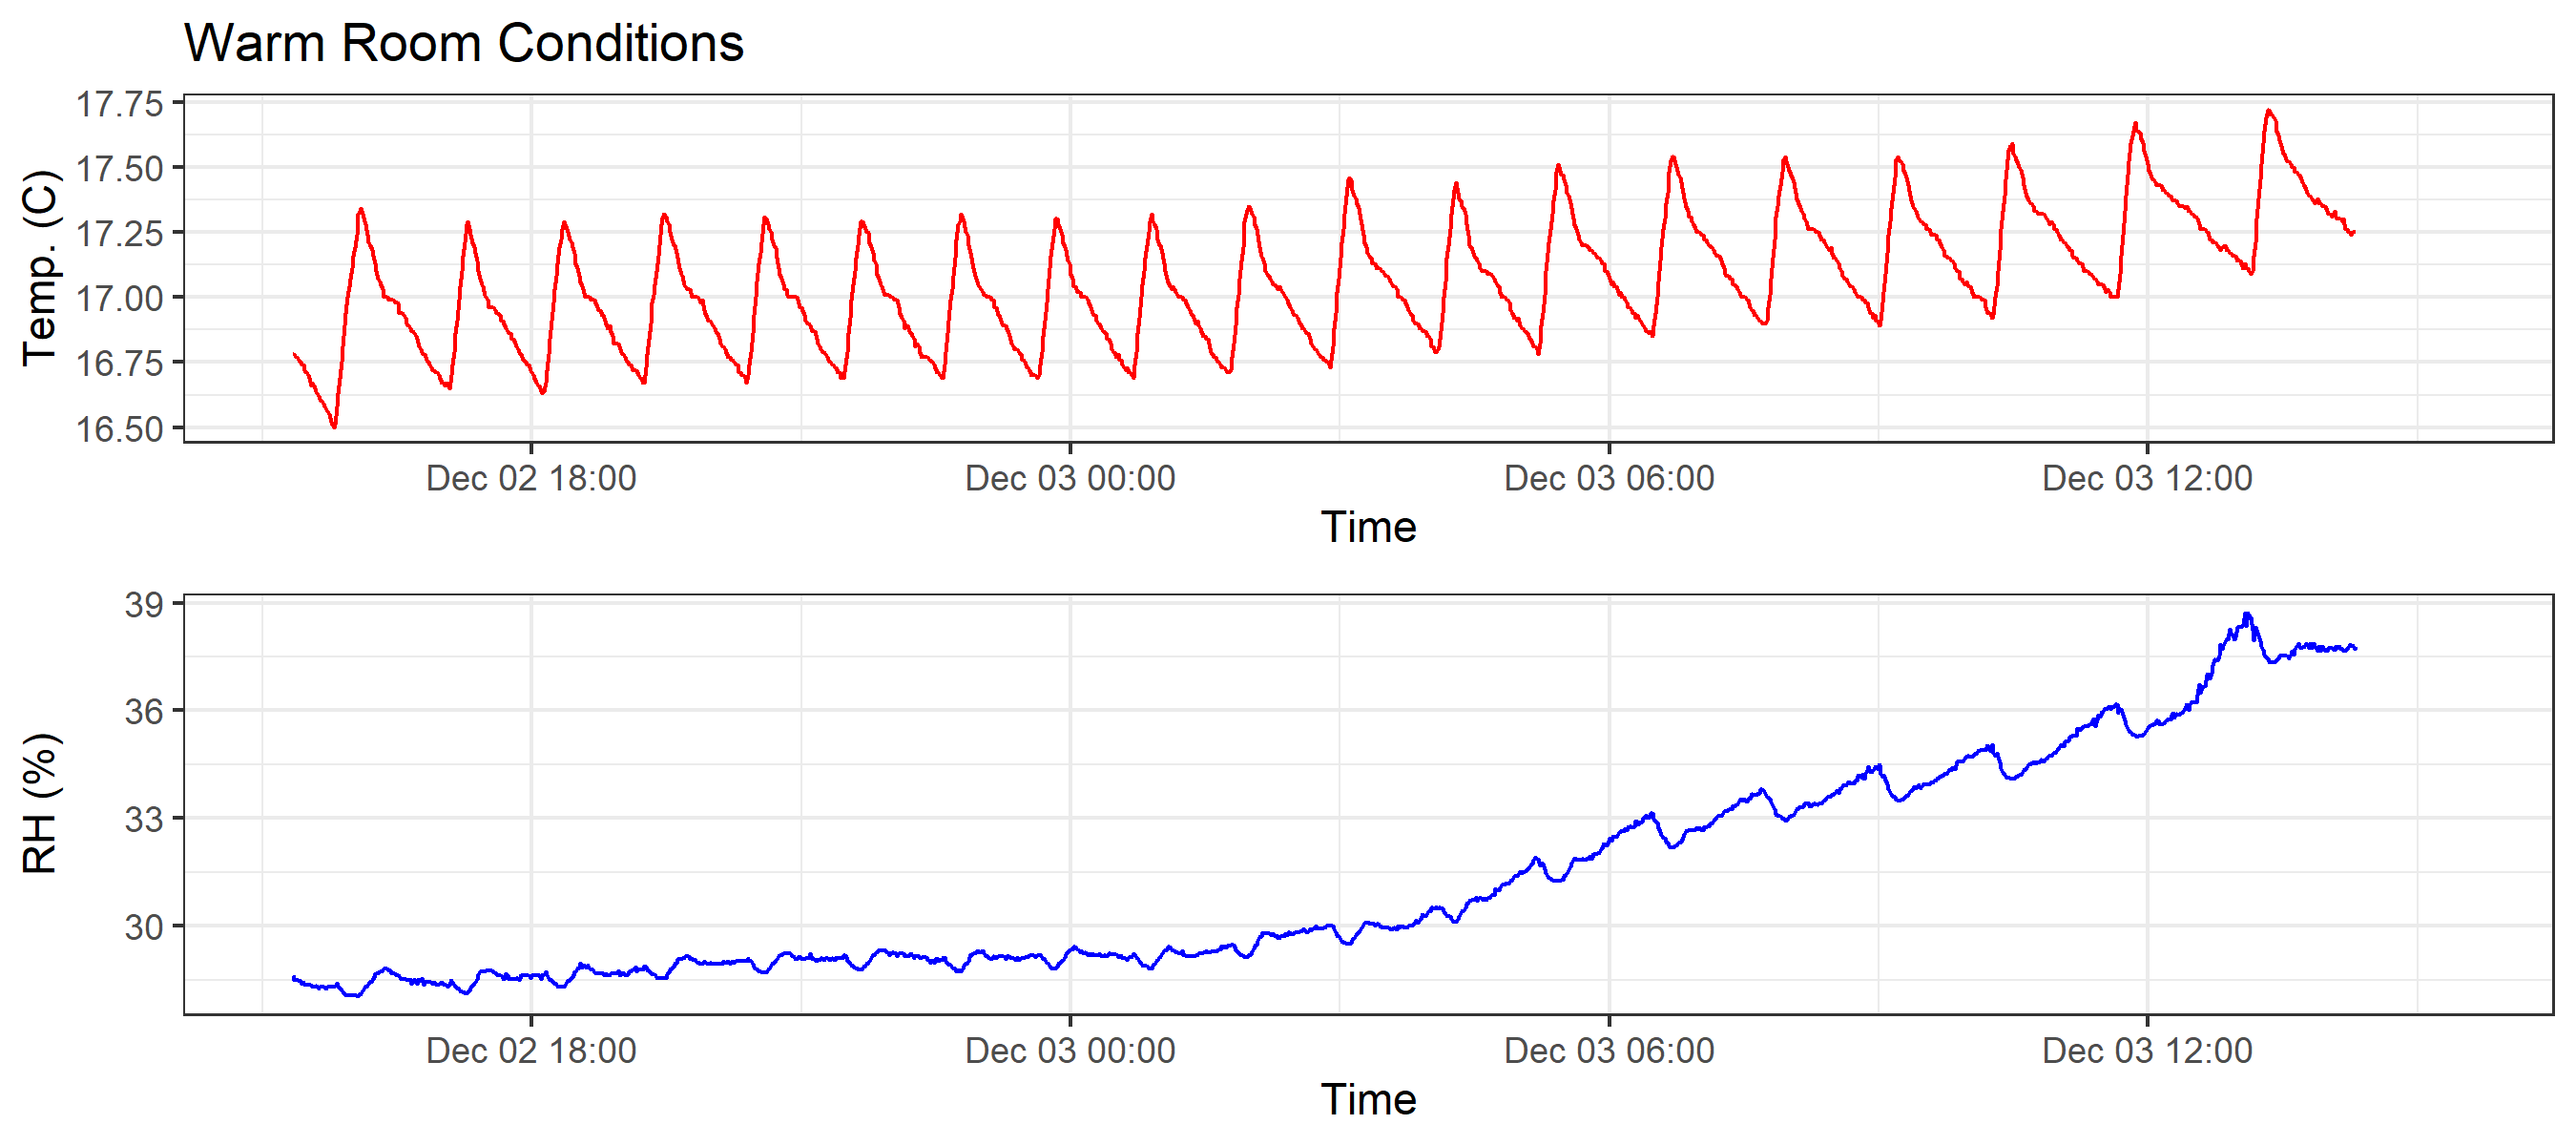 Warm Room Conditions
Temp. (C)
17.75
17.50
17.25
17.00
16.75
16.50
Dec 02 18:00 Dec 03 00:00 Dec 03 06:00 Dec 03 12:00
Time
RH (%)
39
36
33
30
Dec 02 18:00 Dec 03 00:00 Dec 03 06:00 Dec 03 12:00
Time